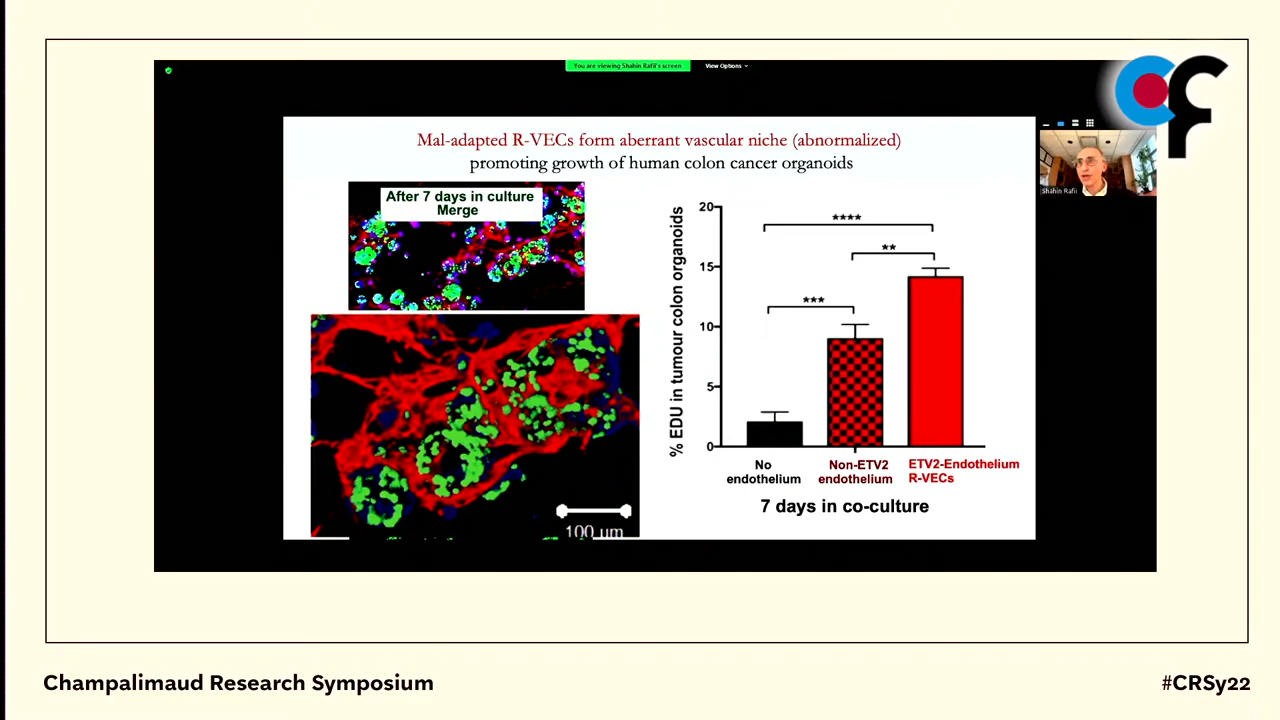 You are viewing Shahin Rafii's screen
View Options
Mal-adapted R-VECs form aberrant vascular niche (abnormalized)
promoting growth of human colon cancer organoids
After 7 days in culture
Merge
100 µm
% EDU in tumour colon organoids
20
15
10
5
0
****
**
***
No
endothelium
Non-ETV2
endothelium
ETV2-Endothelium
R-VECs
7 days in co-culture
Shahin Rafii
cf
Champalimaud Research Symposium
#CRSy22